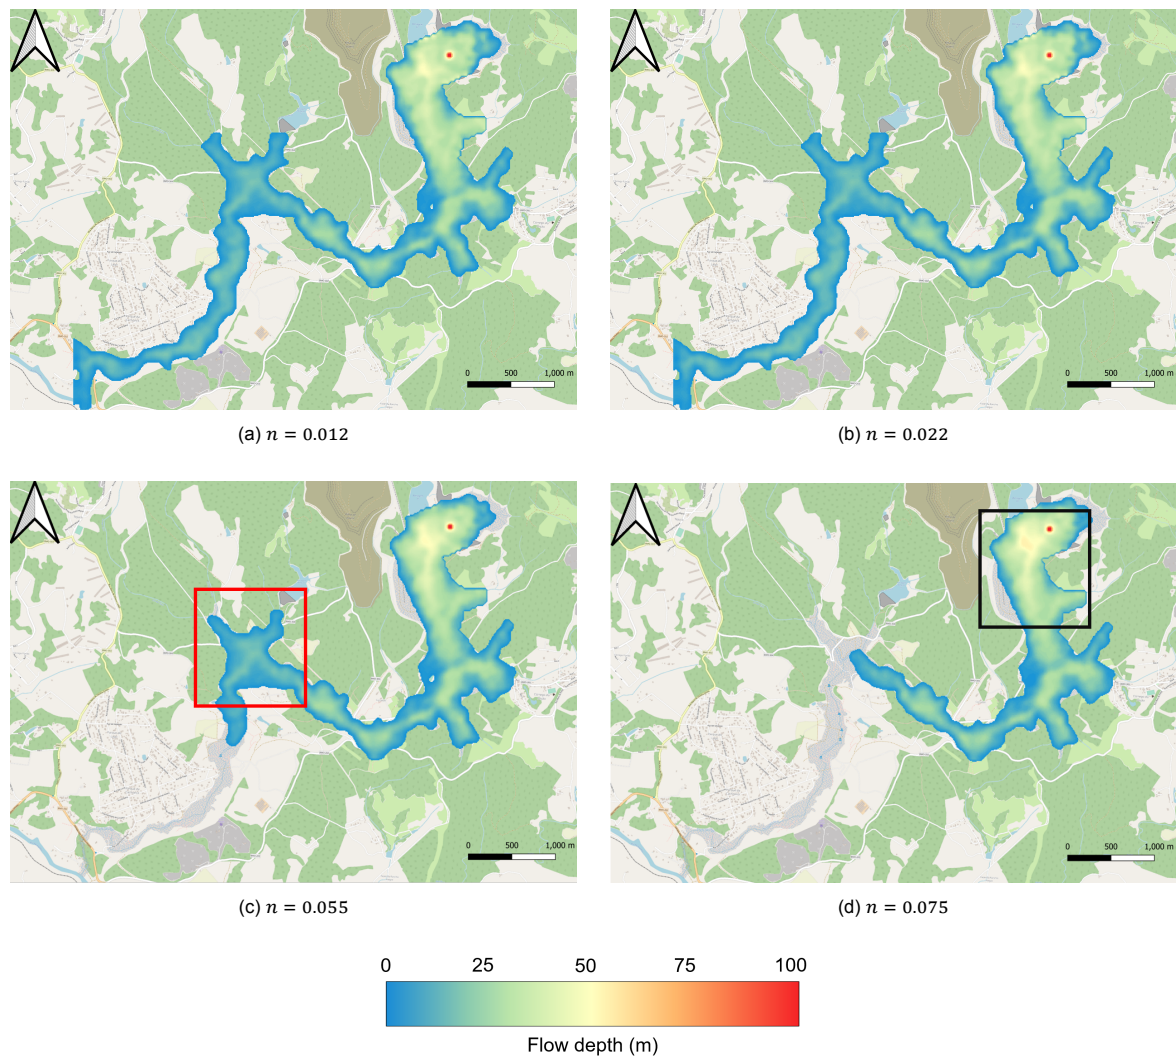 0 500 1,000 m
0 500 1,000 m
(a) n = 0.012
(b) n = 0.022
0 500 1,000 m
0 500 1,000 m
(c) n = 0.055
(d) n = 0.075
0 25 50 75 100
Flow depth (m)